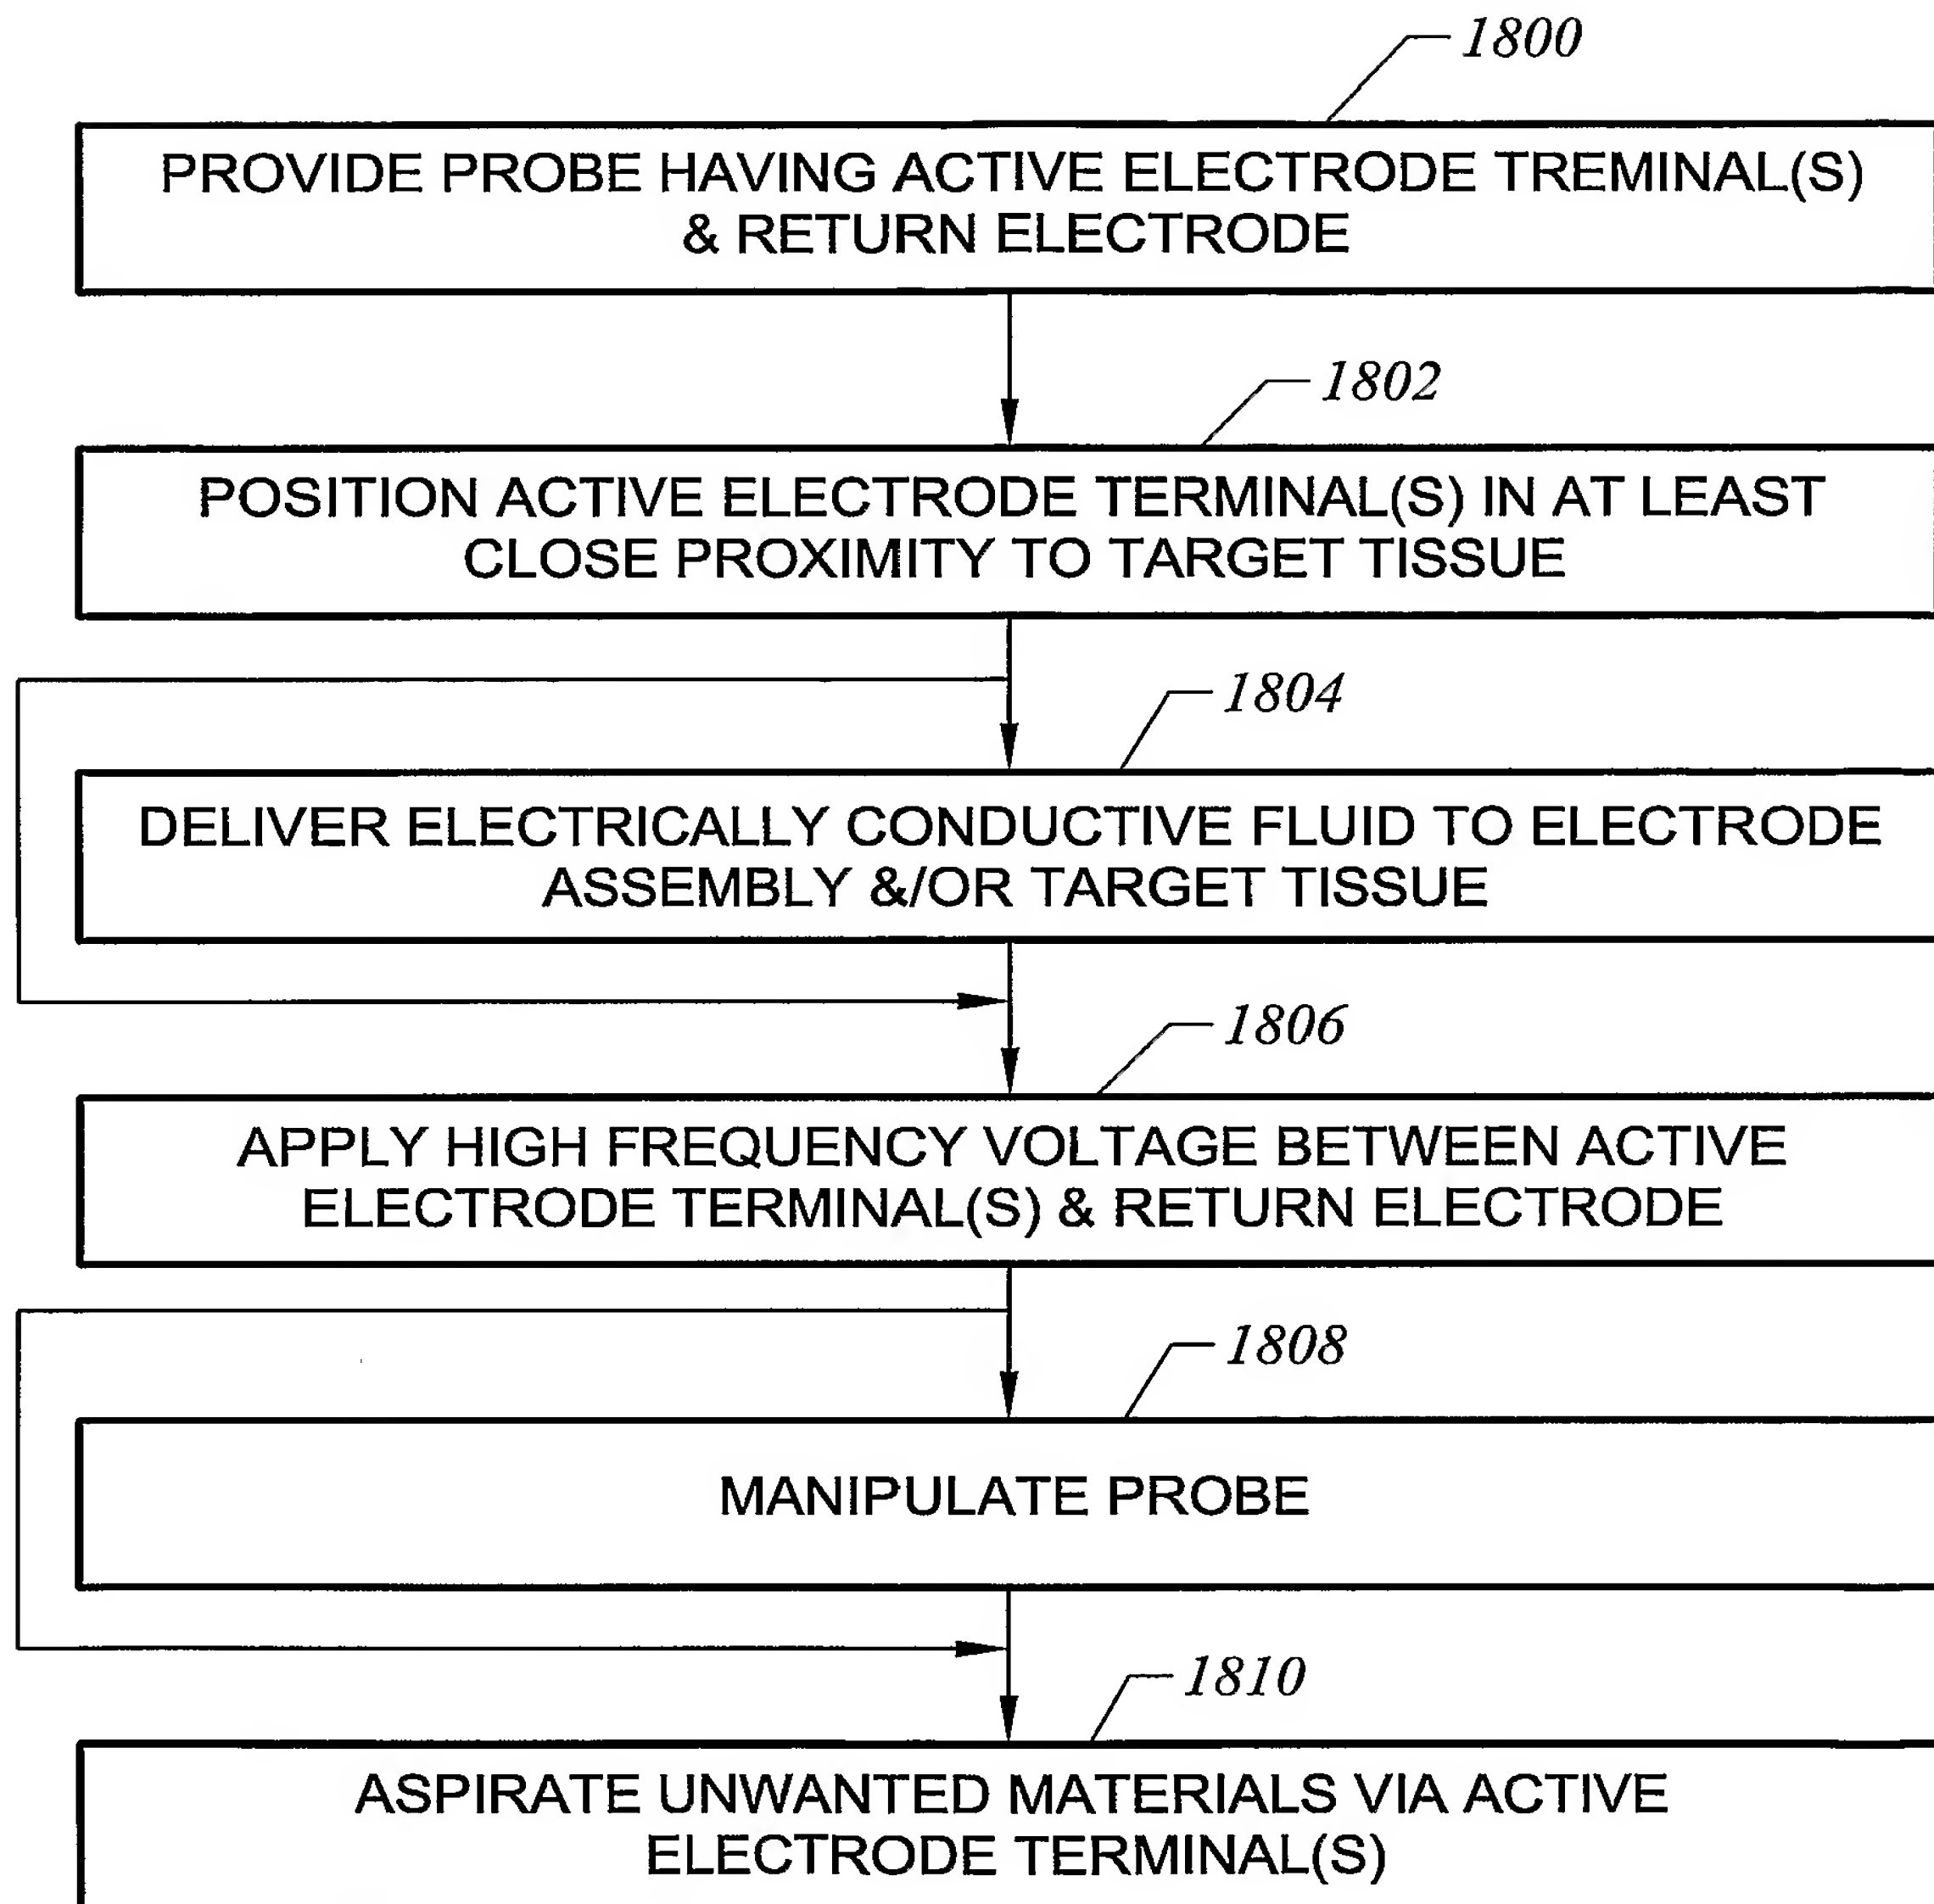 1800
PROVIDE PROBE HAVING ACTIVE ELECTRODE TREMINAL(S)
& RETURN ELECTRODE
1802
POSITION ACTIVE ELECTRODE TERMINAL(S) IN AT LEAST
CLOSE PROXIMITY TO TARGET TISSUE
1804
DELIVER ELECTRICALLY CONDUCTIVE FLUID TO ELECTRODE
ASSEMBLY &/OR TARGET TISSUE
1806
APPLY HIGH FREQUENCY VOLTAGE BETWEEN ACTIVE
ELECTRODE TERMINAL(S) & RETURN ELECTRODE
1808
MANIPULATE PROBE
1810
ASPIRATE UNWANTED MATERIALS VIA ACTIVE
ELECTRODE TERMINAL(S)